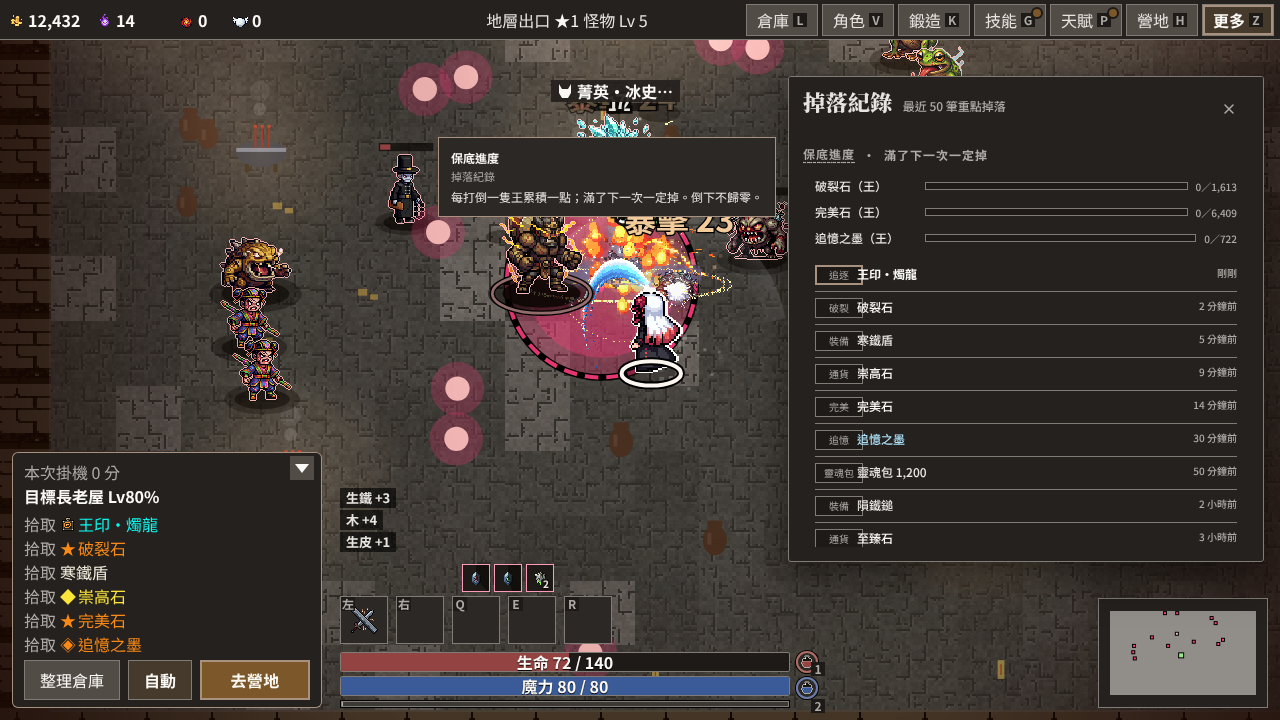 12,432 14 0 0 地層出口 ★1 怪物 Lv 5 倉庫 L 角色 V 鍛造 K 技能 G 天賦 P 營地 H 更多 Z
菁英・冰史…
掉落紀錄 最近 50 筆重點掉落
保底進度 ・ 滿了下一次一定掉
破裂石（王） 0／1,613
完美石（王） 0／6,409
追憶之墨（王） 0／722
追逐 王印・燭龍 剛剛
破裂 破裂石 2 分鐘前
裝備 寒鐵盾 5 分鐘前
通貨 崇高石 9 分鐘前
完美 完美石 14 分鐘前
追憶 追憶之墨 30 分鐘前
靈魂包 靈魂包 1,200 50 分鐘前
裝備 隕鐵鎚 2 小時前
通貨 至臻石 3 小時前
保底進度
掉落紀錄
每打倒一隻王累積一點；滿了下一次一定掉。倒下不歸零。
暴擊 23
本次掛機 0 分
目標長老屋 Lv80%
拾取 王印・燭龍
拾取 ★破裂石
拾取 寒鐵盾
拾取 ◆崇高石
拾取 ★完美石
拾取 ◈追憶之墨
整理倉庫 自動 去營地
生鐵 +3
木 +4
生皮 +1
2
左 右 Q E R
生命 72 / 140 1
魔力 80 / 80 2